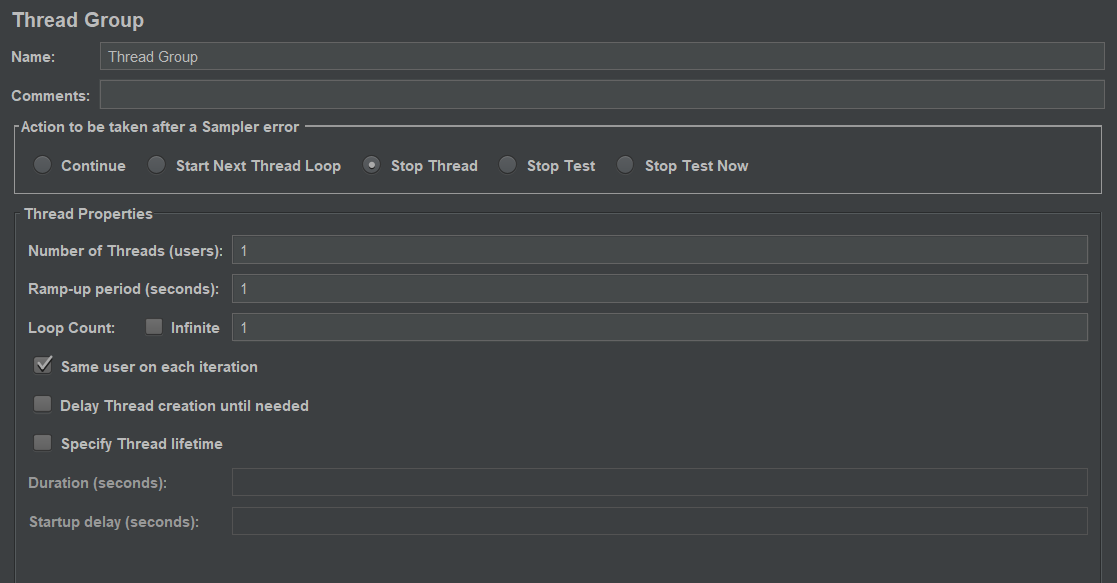 Thread Group
Name: Thread Group
Comments:
Action to be taken after a Sampler error
Continue Start Next Thread Loop Stop Thread Stop Test Stop Test Now
Thread Properties
Number of Threads (users): 1
Ramp-up period (seconds): 1
Loop Count: Infinite 1
Same user on each iteration
Delay Thread creation until needed
Specify Thread lifetime
Duration (seconds):
Startup delay (seconds):